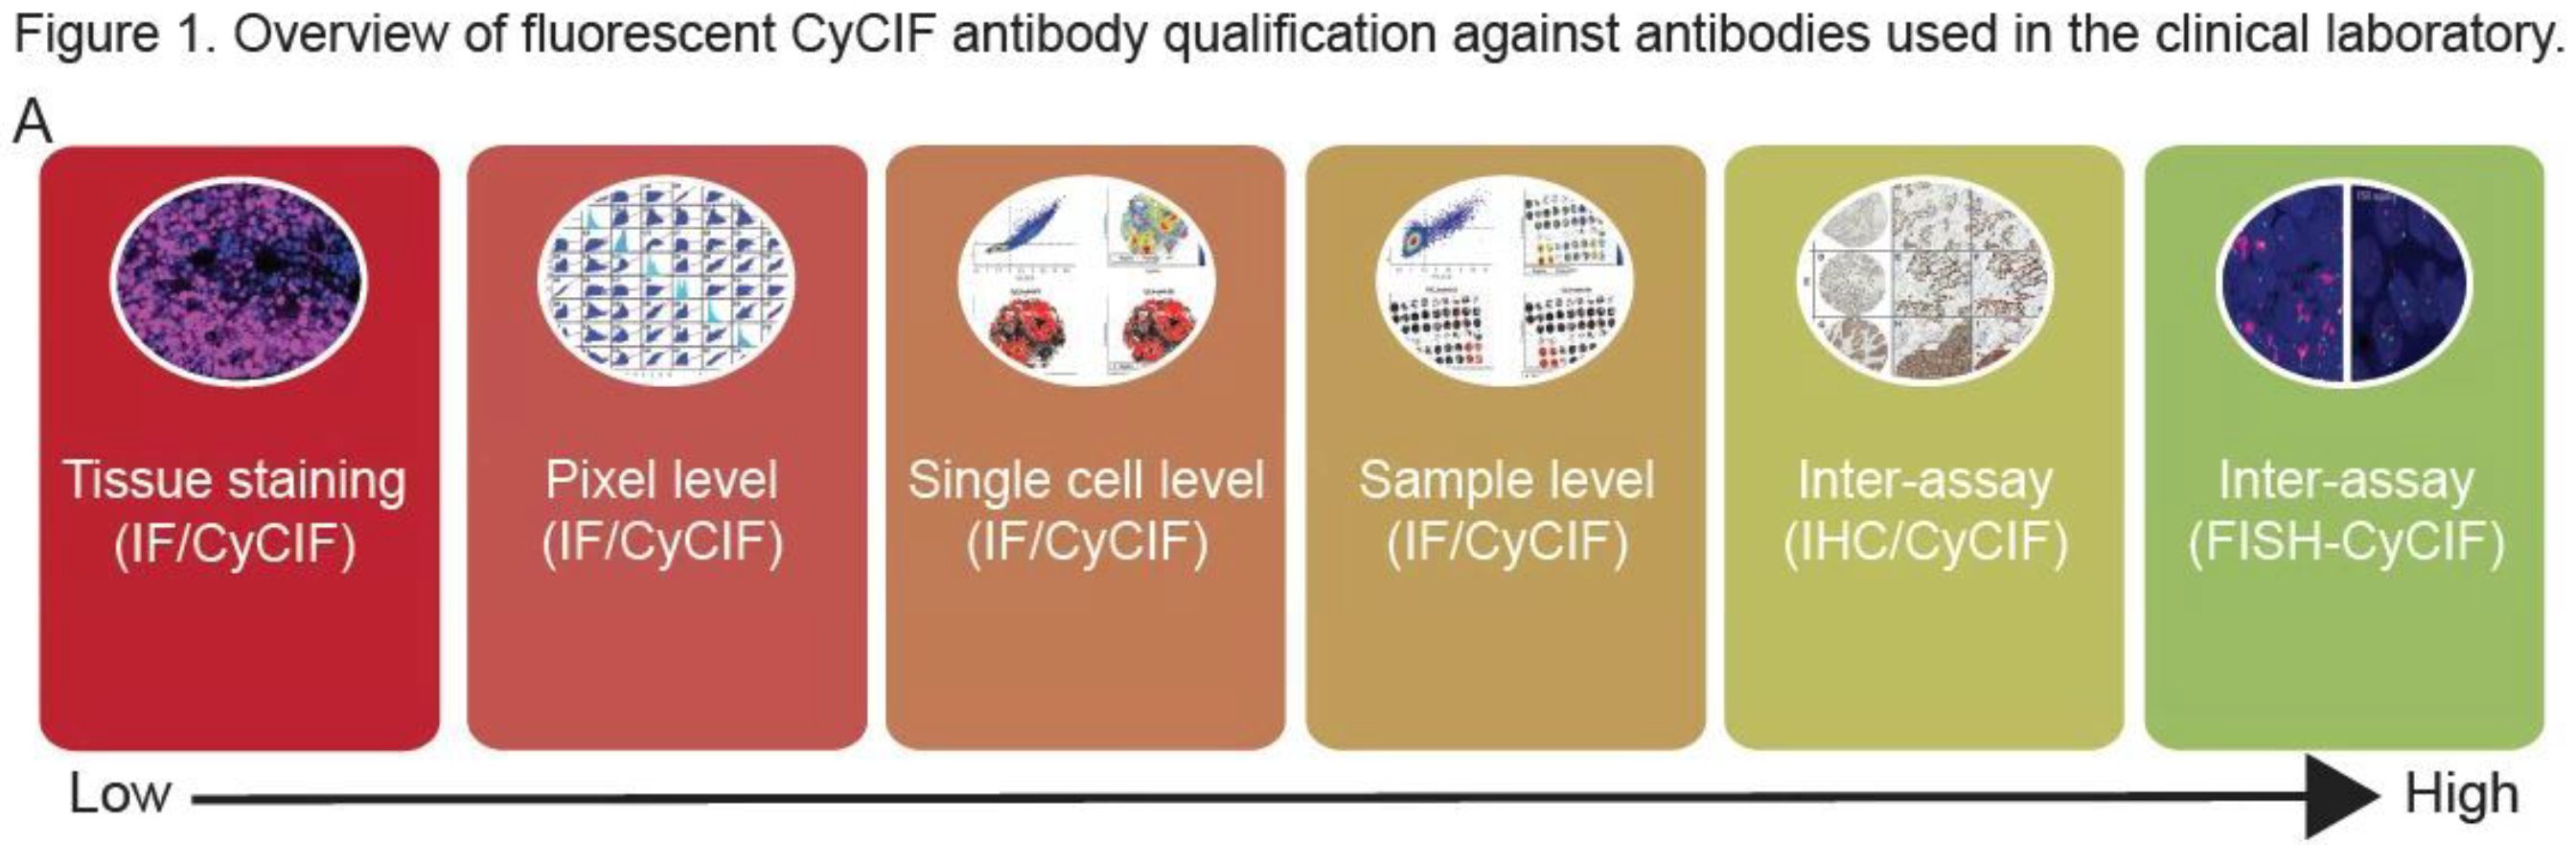 Figure 1. Overview of fluorescent CyCIF antibody qualification against antibodies used in the clinical laboratory.
A
Tissue staining
(IF/CyCIF)
Pixel level
(IF/CyCIF)
Single cell level
(IF/CyCIF)
Sample level
(IF/CyCIF)
Inter-assay
(IHC/CyCIF)
Inter-assay
(FISH-CyCIF)
Low
High